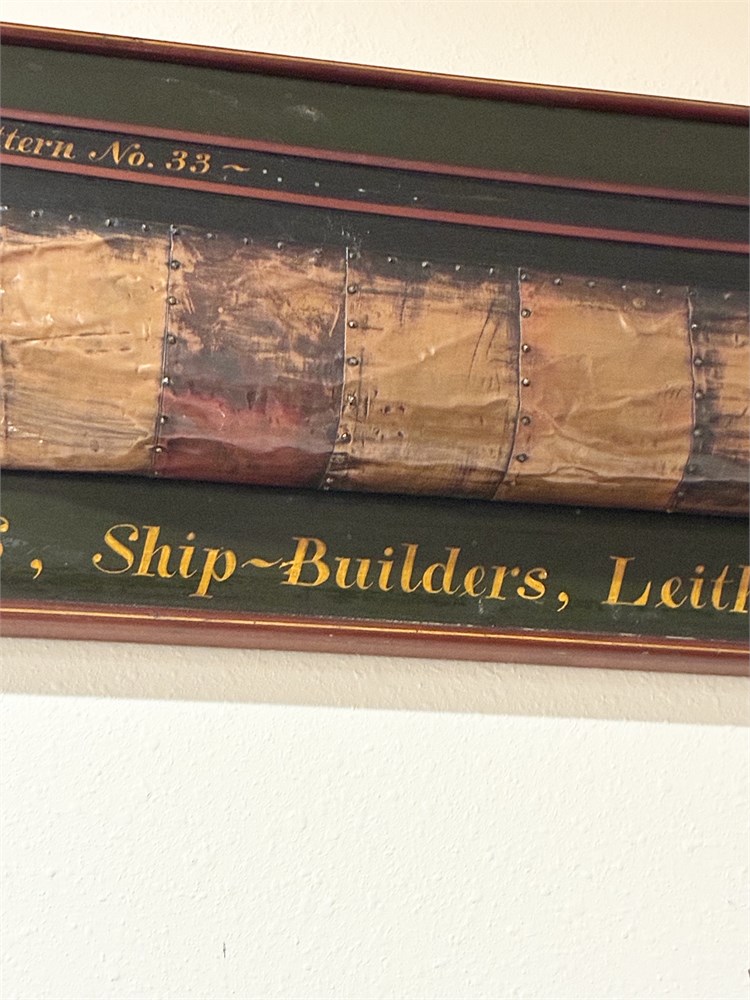 ttern No. 33 ~
, Ship~Builders, Leith